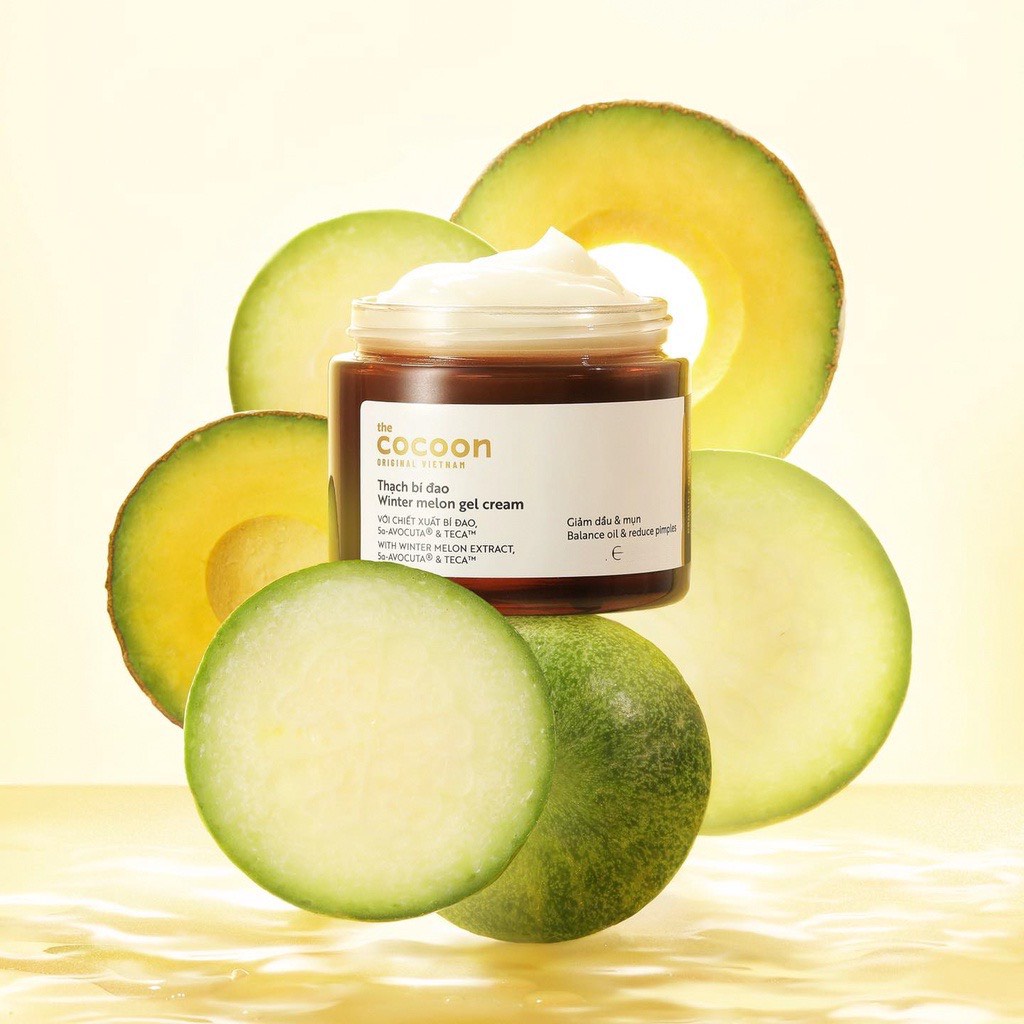 the
cocoon
ORIGINAL VIETNAM
Thạch bí đao
Winter melon gel cream
VỚI CHIẾT XUẤT BÍ ĐAO,
5α-AVOCUTA® & TECA™
WITH WINTER MELON EXTRACT,
5α-AVOCUTA® & TECA™
Giảm dầu & mụn
Balance oil & reduce pimples